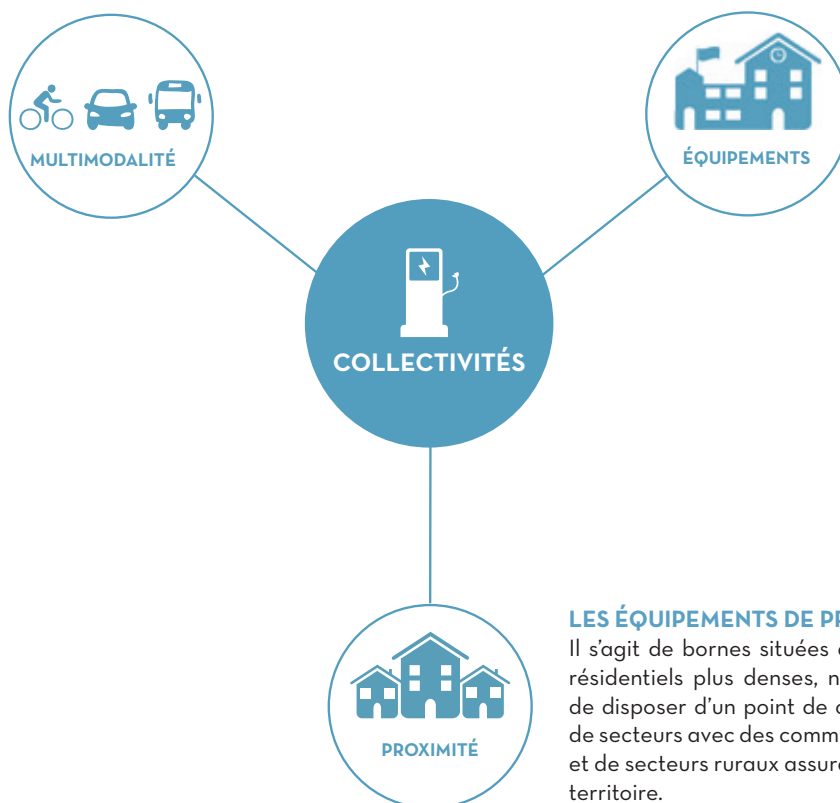 MULTIMODALITÉ
ÉQUIPEMENTS
COLLECTIVITÉS
PROXIMITÉ
LES ÉQUIPEMENTS DE
Il s'agit de bornes situées
résidentiels plus denses,
de disposer d'un point de
de secteurs avec des
et de secteurs ruraux
territoire.